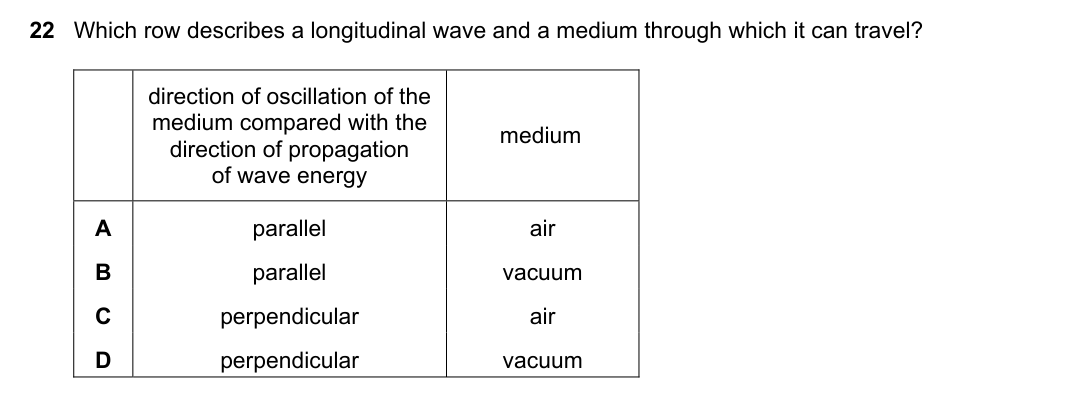 22 Which row describes a longitudinal wave and a medium through which it can travel?
direction of oscillation of the
medium compared with the
direction of propagation
of wave energy
medium
A parallel air
B parallel vacuum
C perpendicular air
D perpendicular vacuum